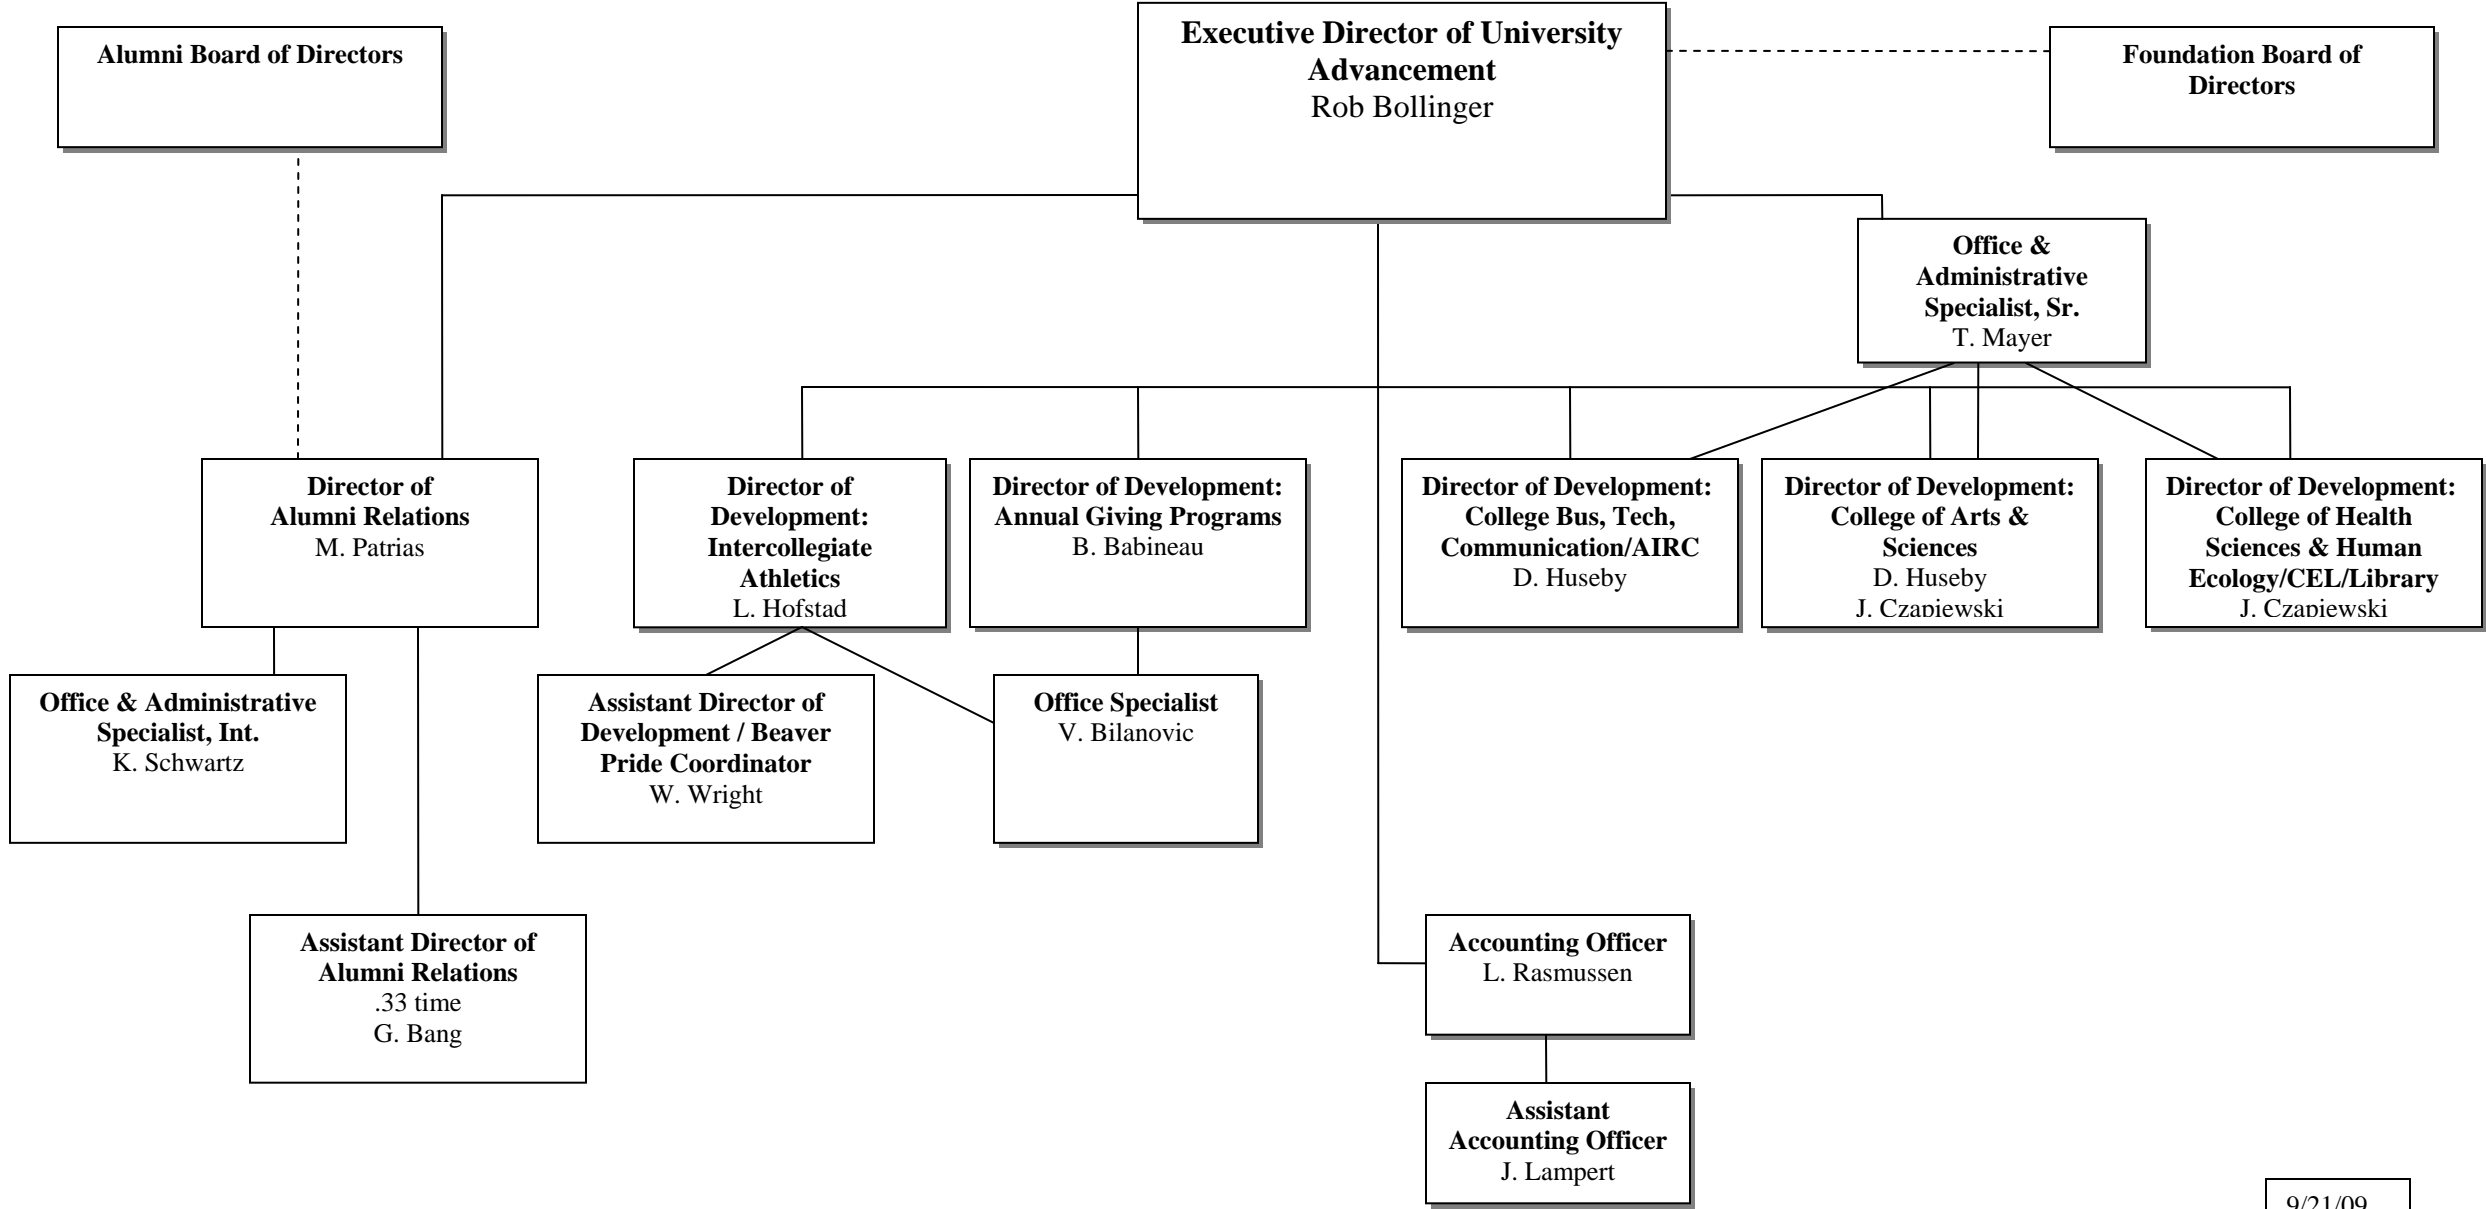 Alumni Board of Directors
Executive Director of University
Advancement
Rob Bollinger
Foundation Board of
Directors
Office &
Administrative
Specialist, Sr.
T. Mayer
Director of
Alumni Relations
M. Patrias
Director of
Development:
Intercollegiate
Athletics
L. Hofstad
Director of Development:
Annual Giving Programs
B. Babineau
Director of Development:
College Bus, Tech,
Communication/AIRC
D. Huseby
Director of Development:
College of Arts &
Sciences
D. Huseby
J. Czapiewski
Director of Development:
College of Health
Sciences & Human
Ecology/CEL/Library
J. Czapiewski
Office & Administrative
Specialist, Int.
K. Schwartz
Assistant Director of
Development / Beaver
Pride Coordinator
W. Wright
Office Specialist
V. Bilanovic
Assistant Director of
Alumni Relations
.33 time
G. Bang
Accounting Officer
L. Rasmussen
Assistant
Accounting Officer
J. Lampert
9/21/09